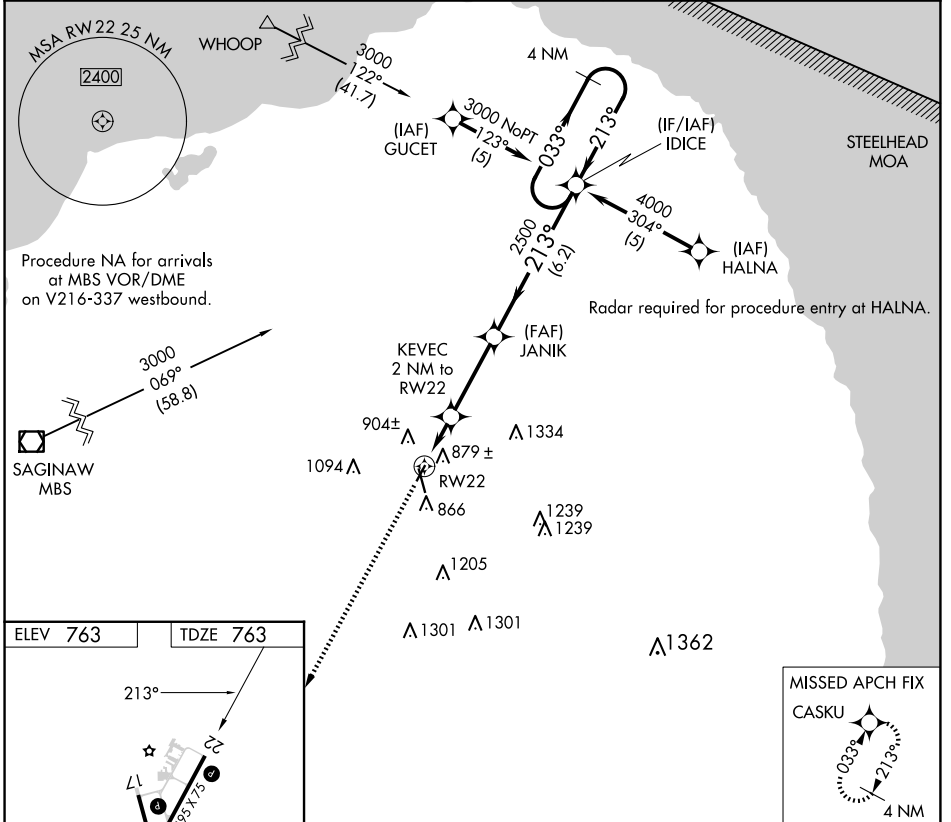 MSA RW 22 25 NM
2400
WHOOP
3000
122°
(41.7)
(IAF)
GUCET
3000 NoPT
123°
(5)
4 NM
033°
213°
(IF/IAF)
IDICE
STEELHEAD
MOA
4000
304°
(5)
(IAF)
HALNA
Radar required for procedure entry at HALNA.
Procedure NA for arrivals
at MBS VOR/DME
on V216-337 westbound.
2500
213°
(6.2)
(FAF)
JANIK
3000
069°
(58.8)
SAGINAW
MBS
KEVEC
2 NM to
RW22
904±
1334
879 ±
1094
RW22
866
1239
1239
1205
1301
1301
1362
ELEV 763
TDZE 763
213°
22
17
P
P
95 X 75
MISSED APCH FIX
CASKU
033°
213°
4 NM